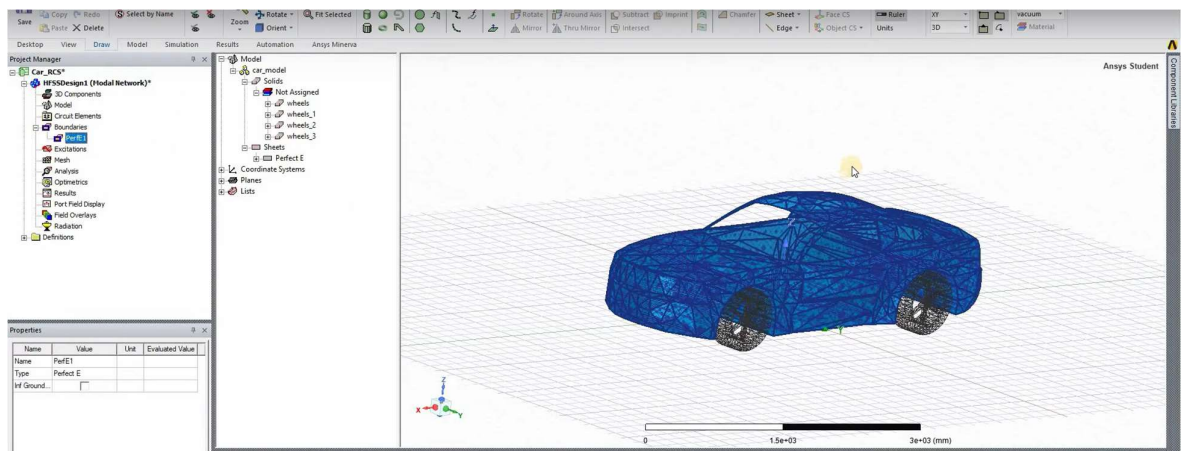 Save Copy Redo Select by Name Zoom Rotate Fit Selected Rotate Around Axis Subtract Imprint Chamfer Sheet Face CS Ruler XY vacuum
Paste Delete Orient Mirror Thru Mirror Intersect Edge Object CS Units 3D Material
Desktop View Draw Model Simulation Results Automation Ansys Minerva
Project Manager
Car_RCS*
HFSSDesign1 (Modal Network)*
3D Components
Model
Circuit Elements
Boundaries
PerfE1
Excitations
Mesh
Analysis
Optimetrics
Results
Port Field Display
Field Overlays
Radiation
Definitions
Model
car_model
Solids
Not Assigned
wheels
wheels_1
wheels_2
wheels_3
Sheets
Perfect E
Coordinate Systems
Planes
Lists
Ansys Student
Component Libraries
Properties
Name Value Unit Evaluated Value
Name PerfE1
Type Perfect E
Inf Ground...
Z
Y
Z
X
Y
0 1.5e+03 3e+03 (mm)